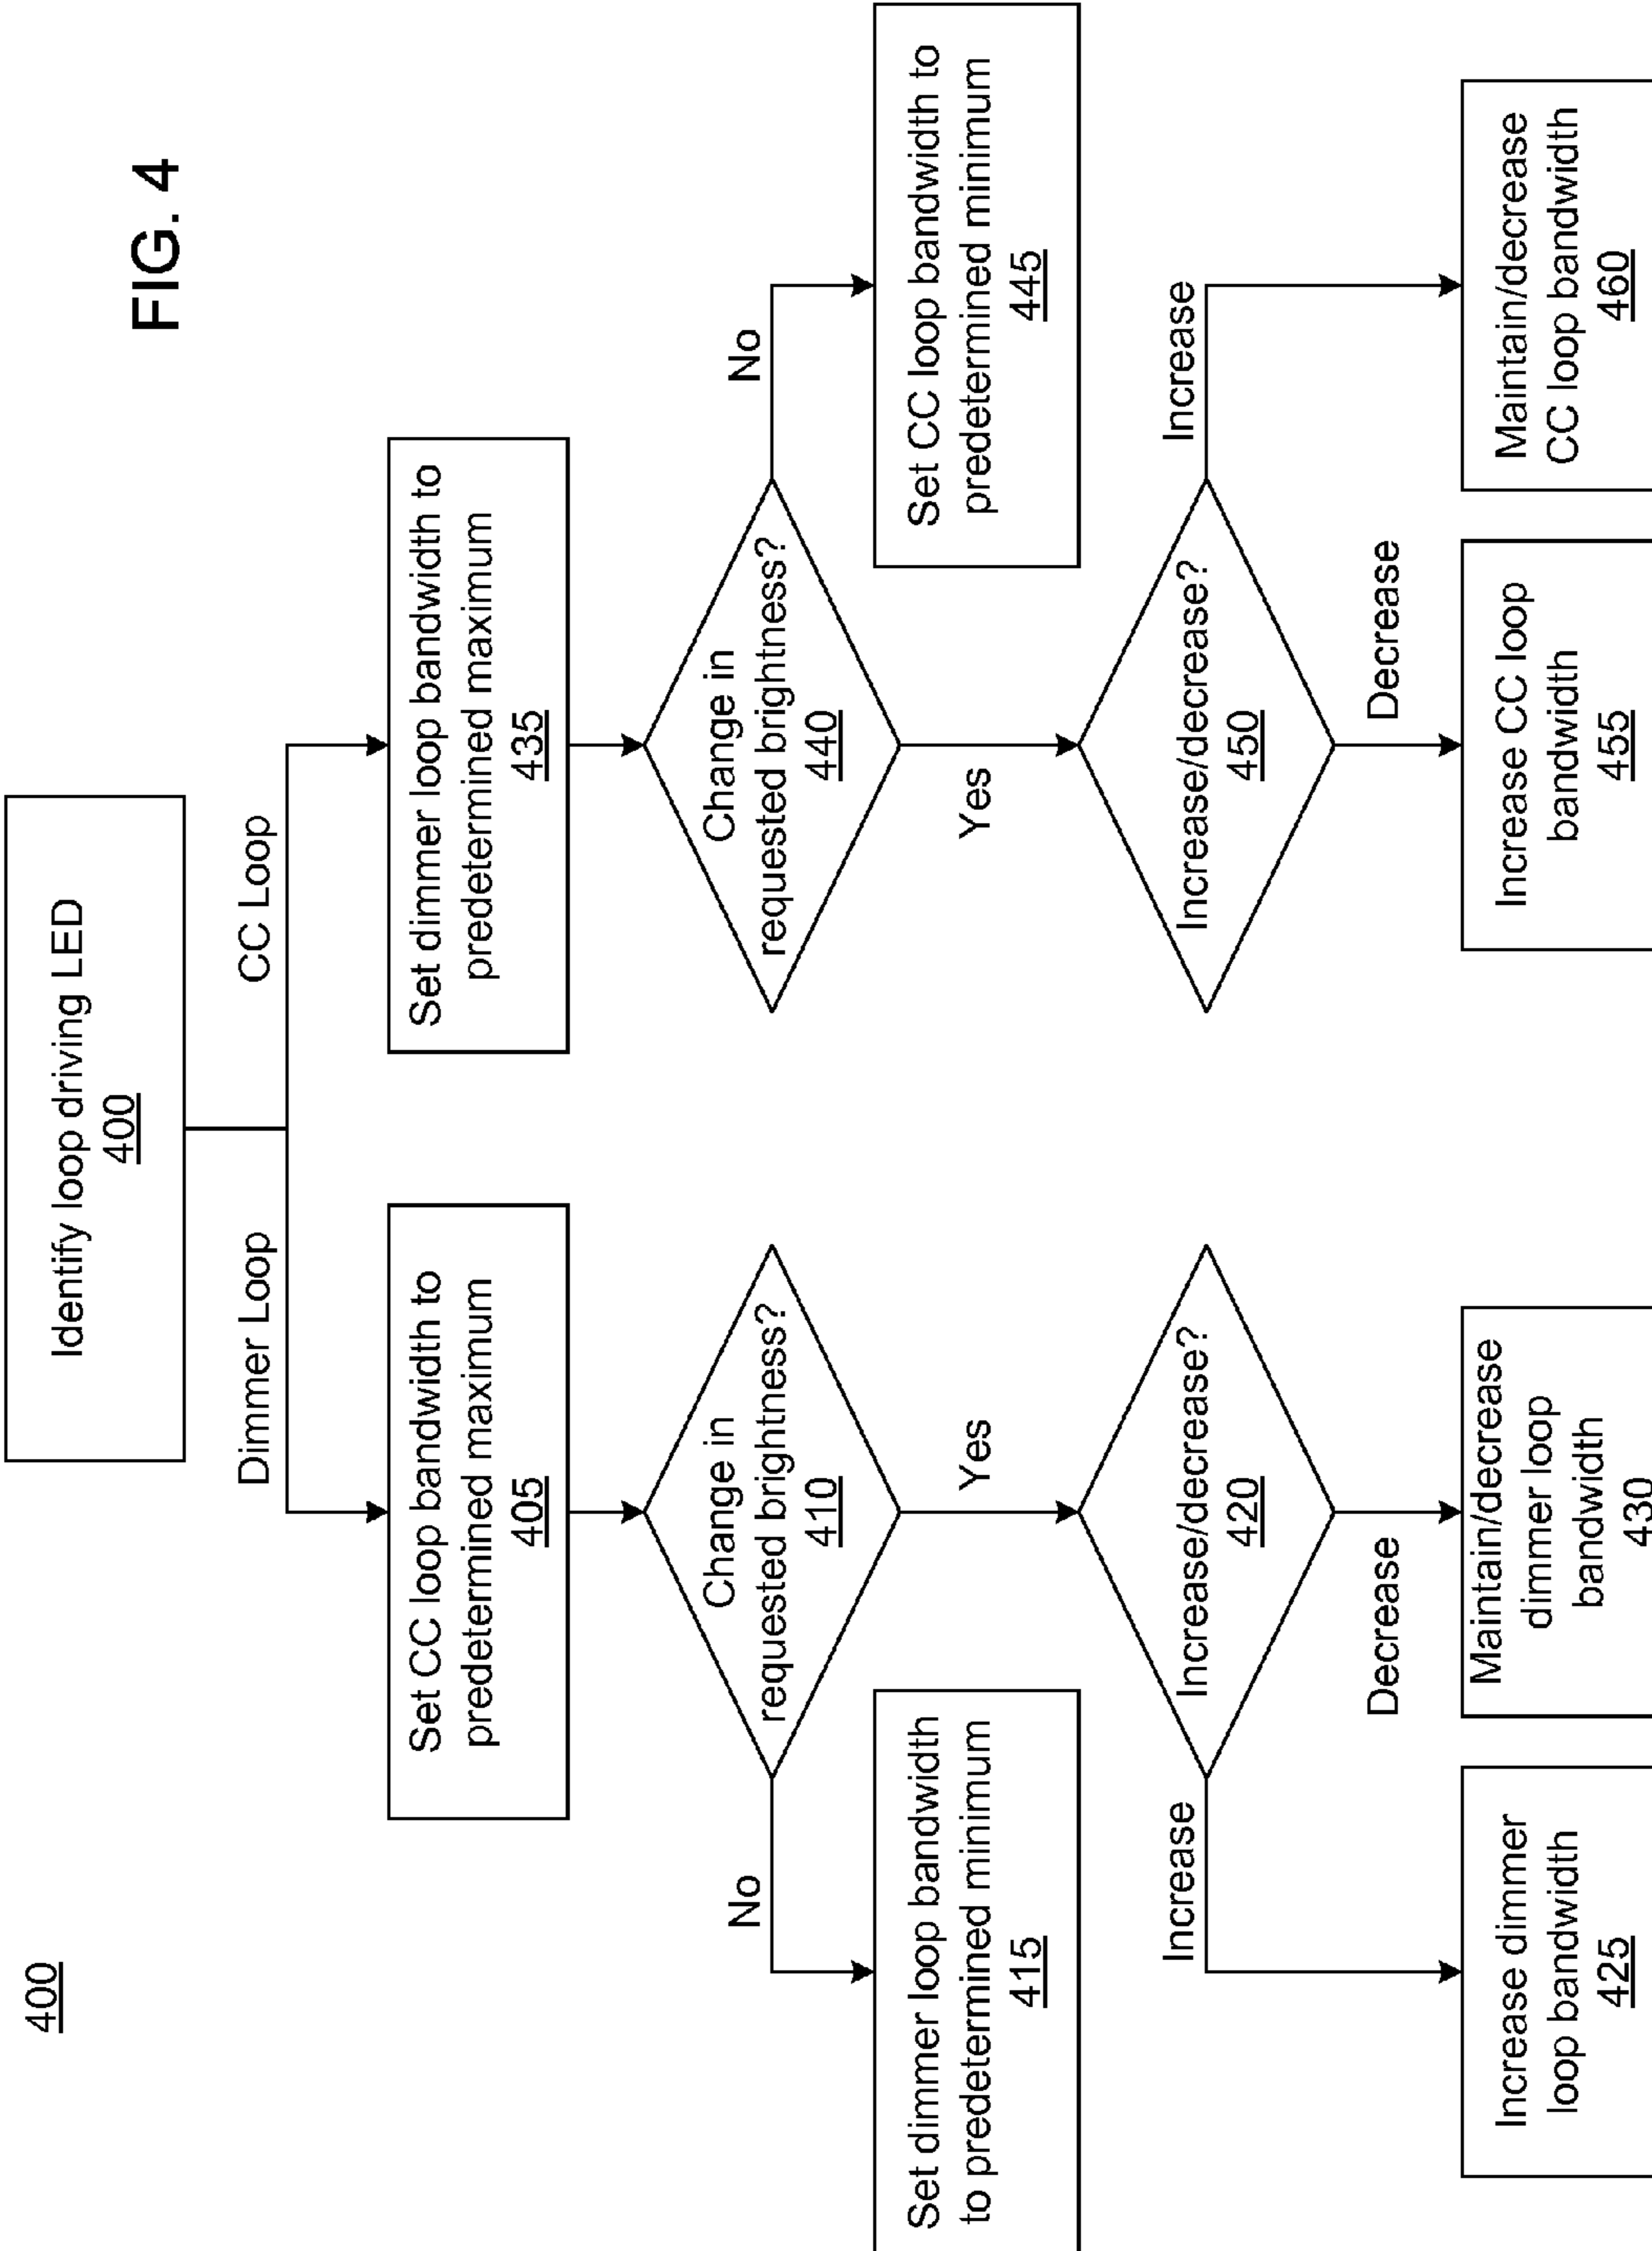 400
FIG. 4
Identify loop driving LED
400
Dimmer Loop
CC Loop
Set CC loop bandwidth to
predetermined maximum
405
Set dimmer loop bandwidth to
predetermined maximum
435
Change in
requested brightness?
410
Change in
requested brightness?
440
No
Yes
Yes
No
Set dimmer loop bandwidth
to predetermined minimum
415
Set CC loop bandwidth to
predetermined minimum
445
Increase/decrease?
420
Increase/decrease?
450
Increase
Decrease
Decrease
Increase
Increase dimmer
loop bandwidth
425
Maintain/decrease
dimmer loop
bandwidth
430
Increase CC loop
bandwidth
455
Maintain/decrease
CC loop bandwidth
460